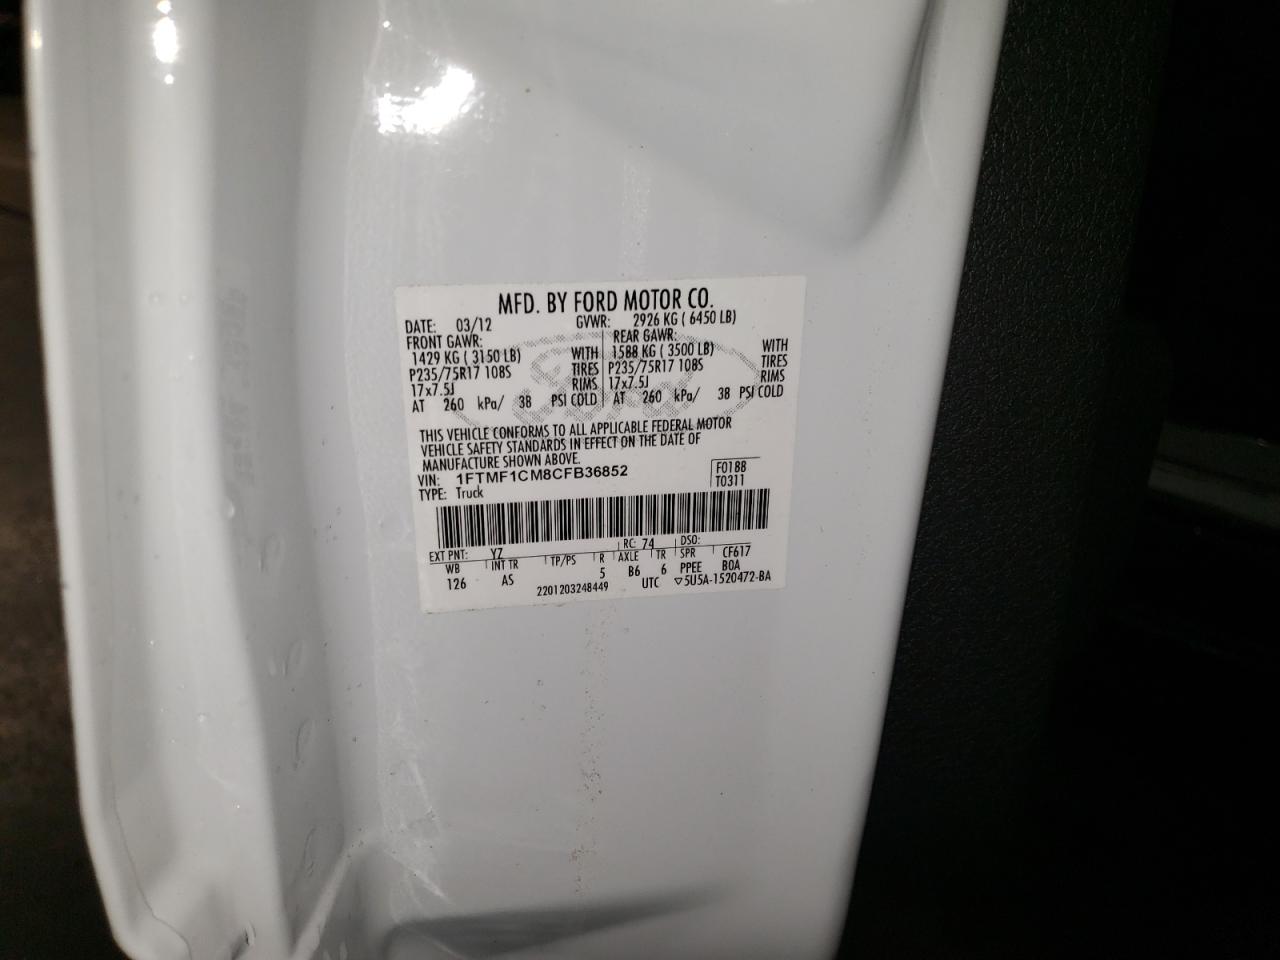 MFD. BY FORD MOTOR CO.
DATE: 03/12 GVWR: 2926 KG ( 6450 LB)
FRONT GAWR: REAR GAWR:
1429 KG ( 3150 LB) WITH 1588 KG ( 3500 LB) WITH
P235/75R17 108S TIRES P235/75R17 108S TIRES
17x7.5J RIMS 17x7.5J RIMS
AT 260 kPa/ 38 PSI COLD AT 260 kPa/ 38 PSI COLD
Ford
THIS VEHICLE CONFORMS TO ALL APPLICABLE FEDERAL MOTOR
VEHICLE SAFETY STANDARDS IN EFFECT ON THE DATE OF
MANUFACTURE SHOWN ABOVE.
VIN: 1FTMF1CM8CFB36852 F0188
TYPE: Truck T0311
EXT PNT: YZ RC: 74 DSO:
WB INT TR TP/PS R AXLE TR SPR CF617
126 AS 5 B6 6 PPEE BOA
2201203248449 UTC ▽5U5A-1520472-BA